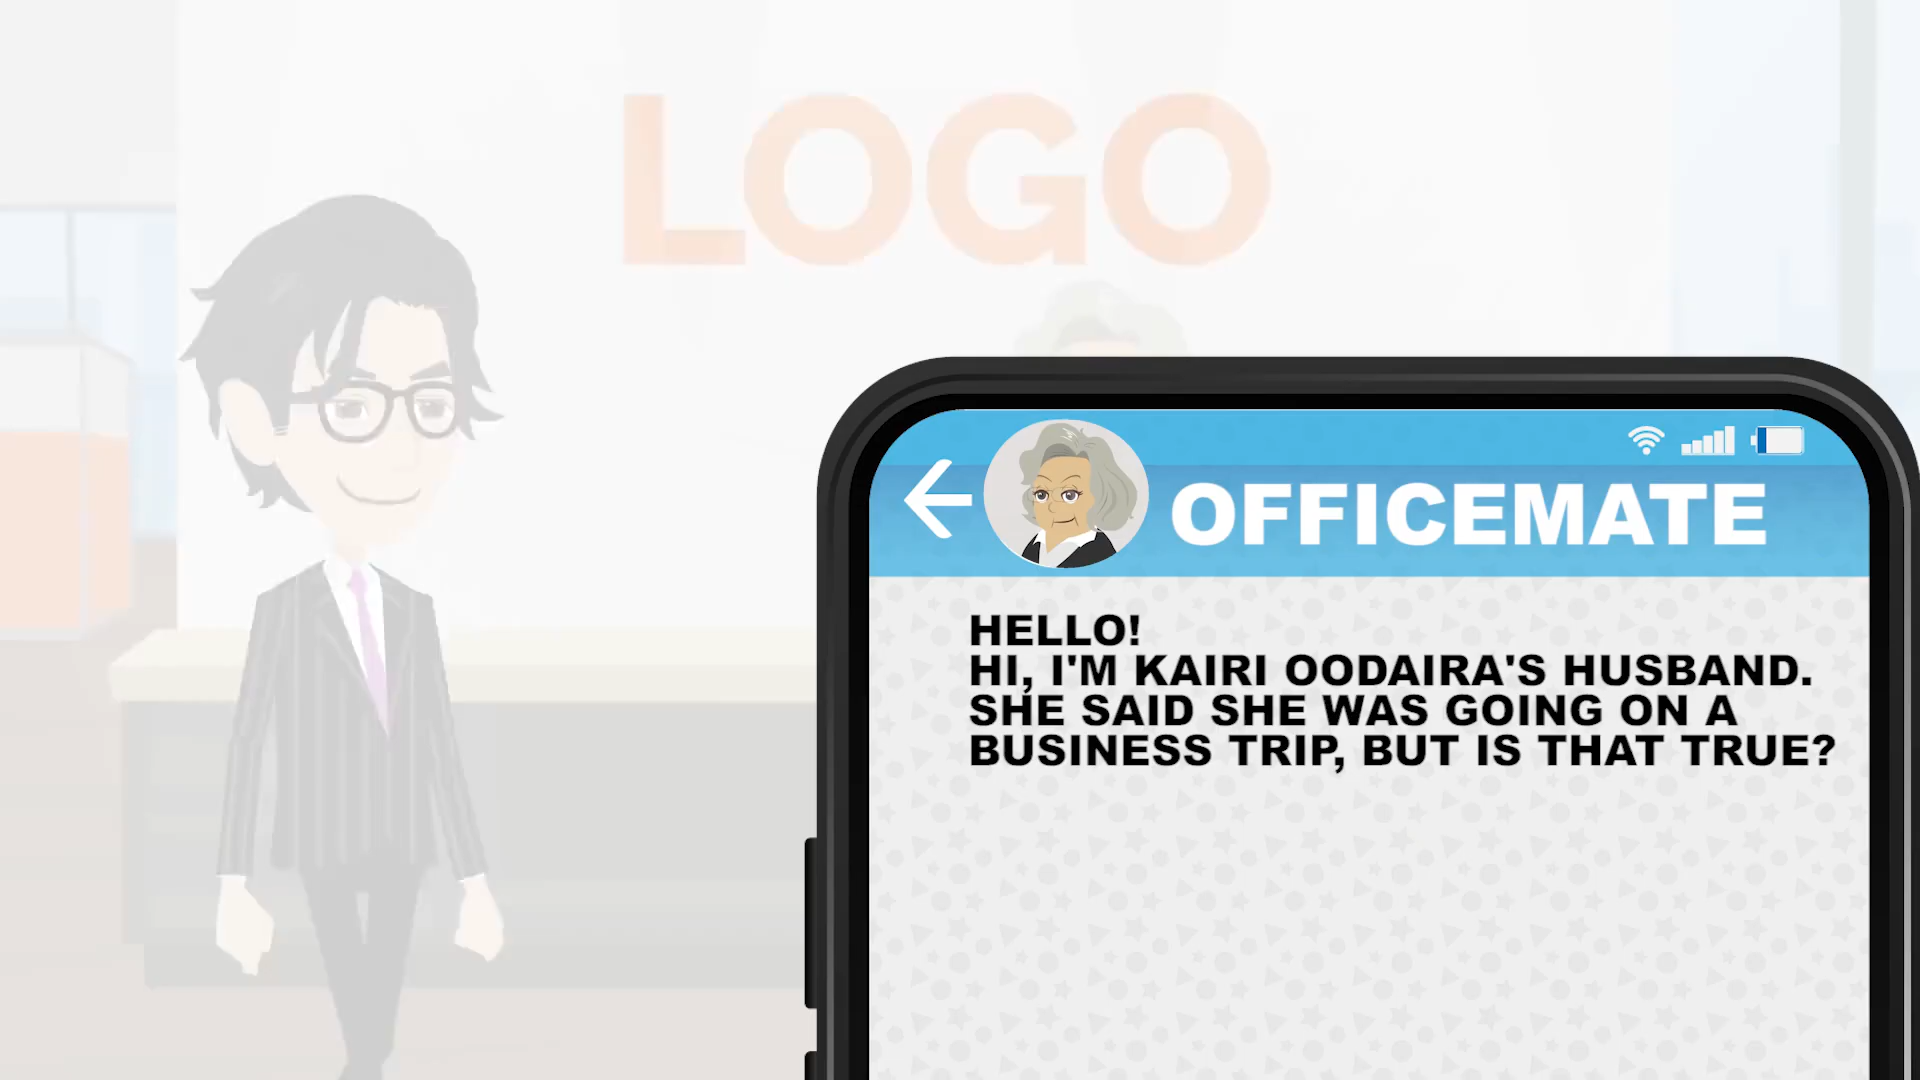 LOGO
OFFICEMATE
HELLO!
HI, I'M KAIRI OODAIRA'S HUSBAND.
SHE SAID SHE WAS GOING ON A
BUSINESS TRIP, BUT IS THAT TRUE?